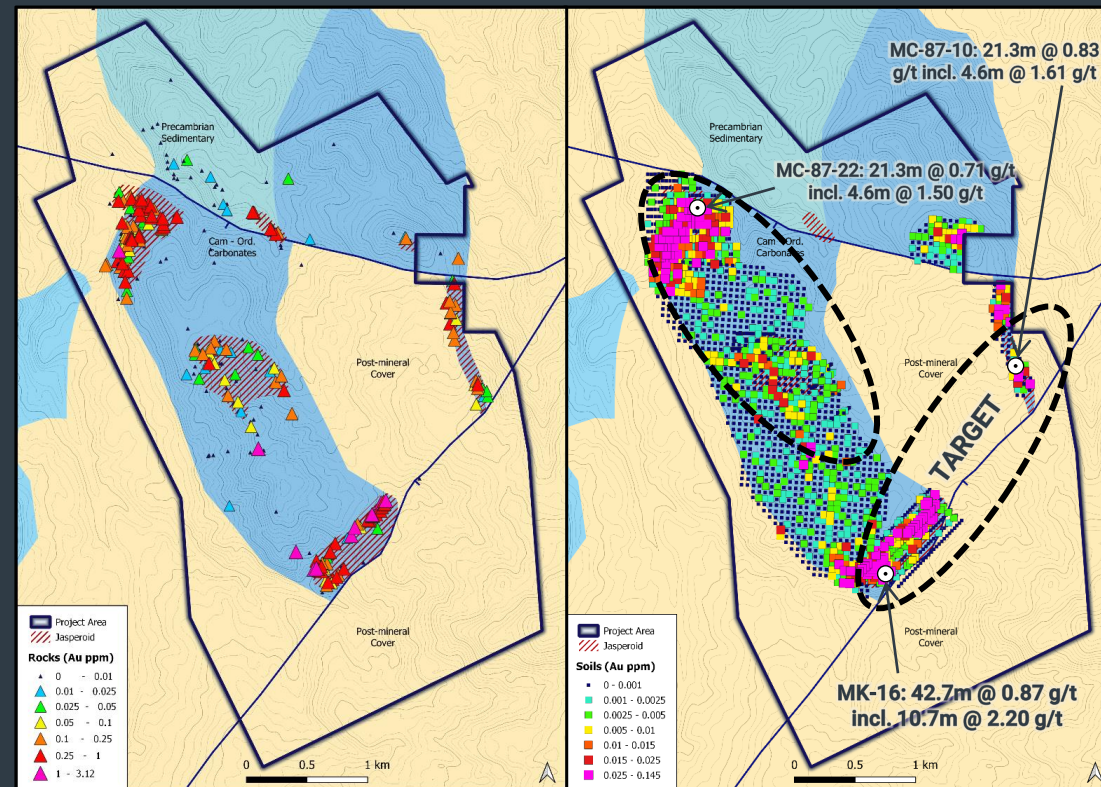 Precambrian
Sedimentary
Cam - Ord.
Carbonates
Post-mineral
Cover
Post-mineral
Cover
Project Area
Jasperoid
Rocks (Au ppm)
0 - 0.01
0.01 - 0.025
0.025 - 0.05
0.05 - 0.1
0.1 - 0.25
0.25 - 1
1 - 3.12
0 0.5 1 km
MC-87-10: 21.3m @ 0.83
g/t incl. 4.6m @ 1.61 g/t
Precambrian
Sedimentary
MC-87-22: 21.3m @ 0.71 g/t
incl. 4.6m @ 1.50 g/t
Cam - Ord.
Carbonates
Post-mineral
Cover
TARGET
Post-mineral
Cover
MK-16: 42.7m @ 0.87 g/t
incl. 10.7m @ 2.20 g/t
Project Area
Jasperoid
Soils (Au ppm)
0 - 0.001
0.001 - 0.0025
0.0025 - 0.005
0.005 - 0.01
0.01 - 0.015
0.015 - 0.025
0.025 - 0.145
0 0.5 1 km